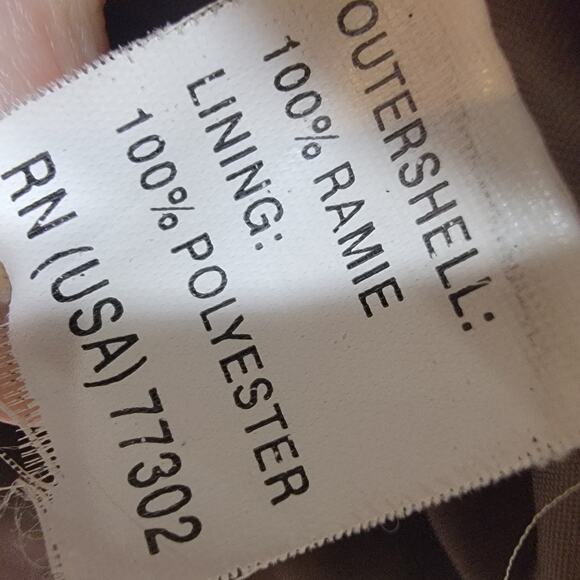 OUTERSHELL:
100% RAMIE
LINING:
100% POLYESTER
RN (USA) 77302